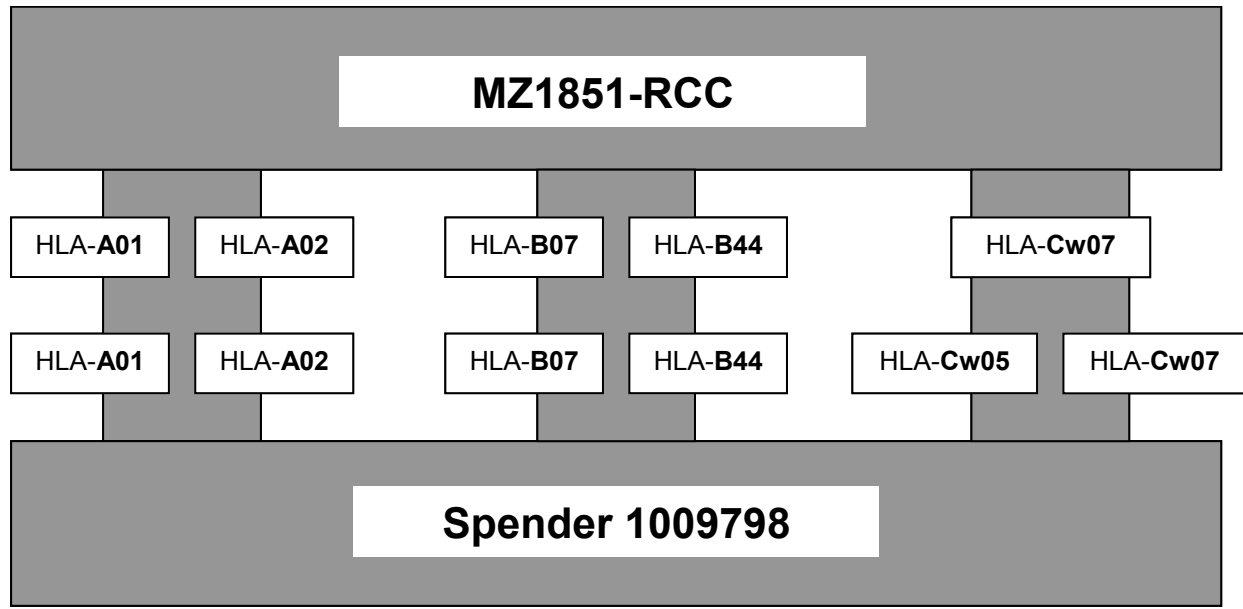 MZ1851-RCC
HLA-A01 HLA-A02 HLA-B07 HLA-B44 HLA-Cw07
HLA-A01 HLA-A02 HLA-B07 HLA-B44 HLA-Cw05 HLA-Cw07
Spender 1009798